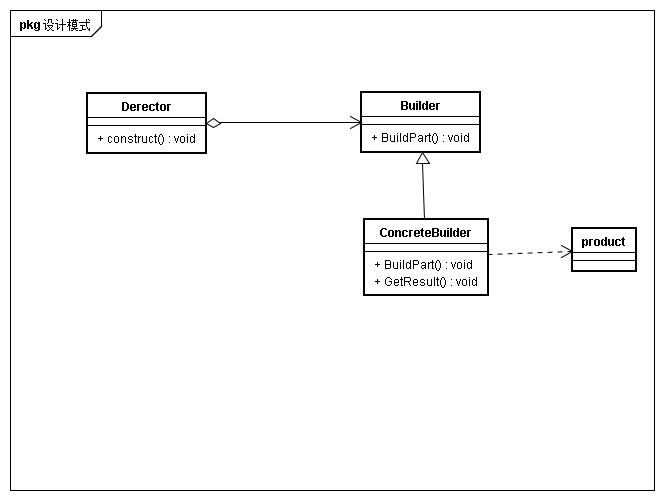 pkg 设计模式
Derector
+ construct() : void
Builder
+ BuildPart() : void
ConcreteBuilder
+ BuildPart() : void
+ GetResult() : void
product